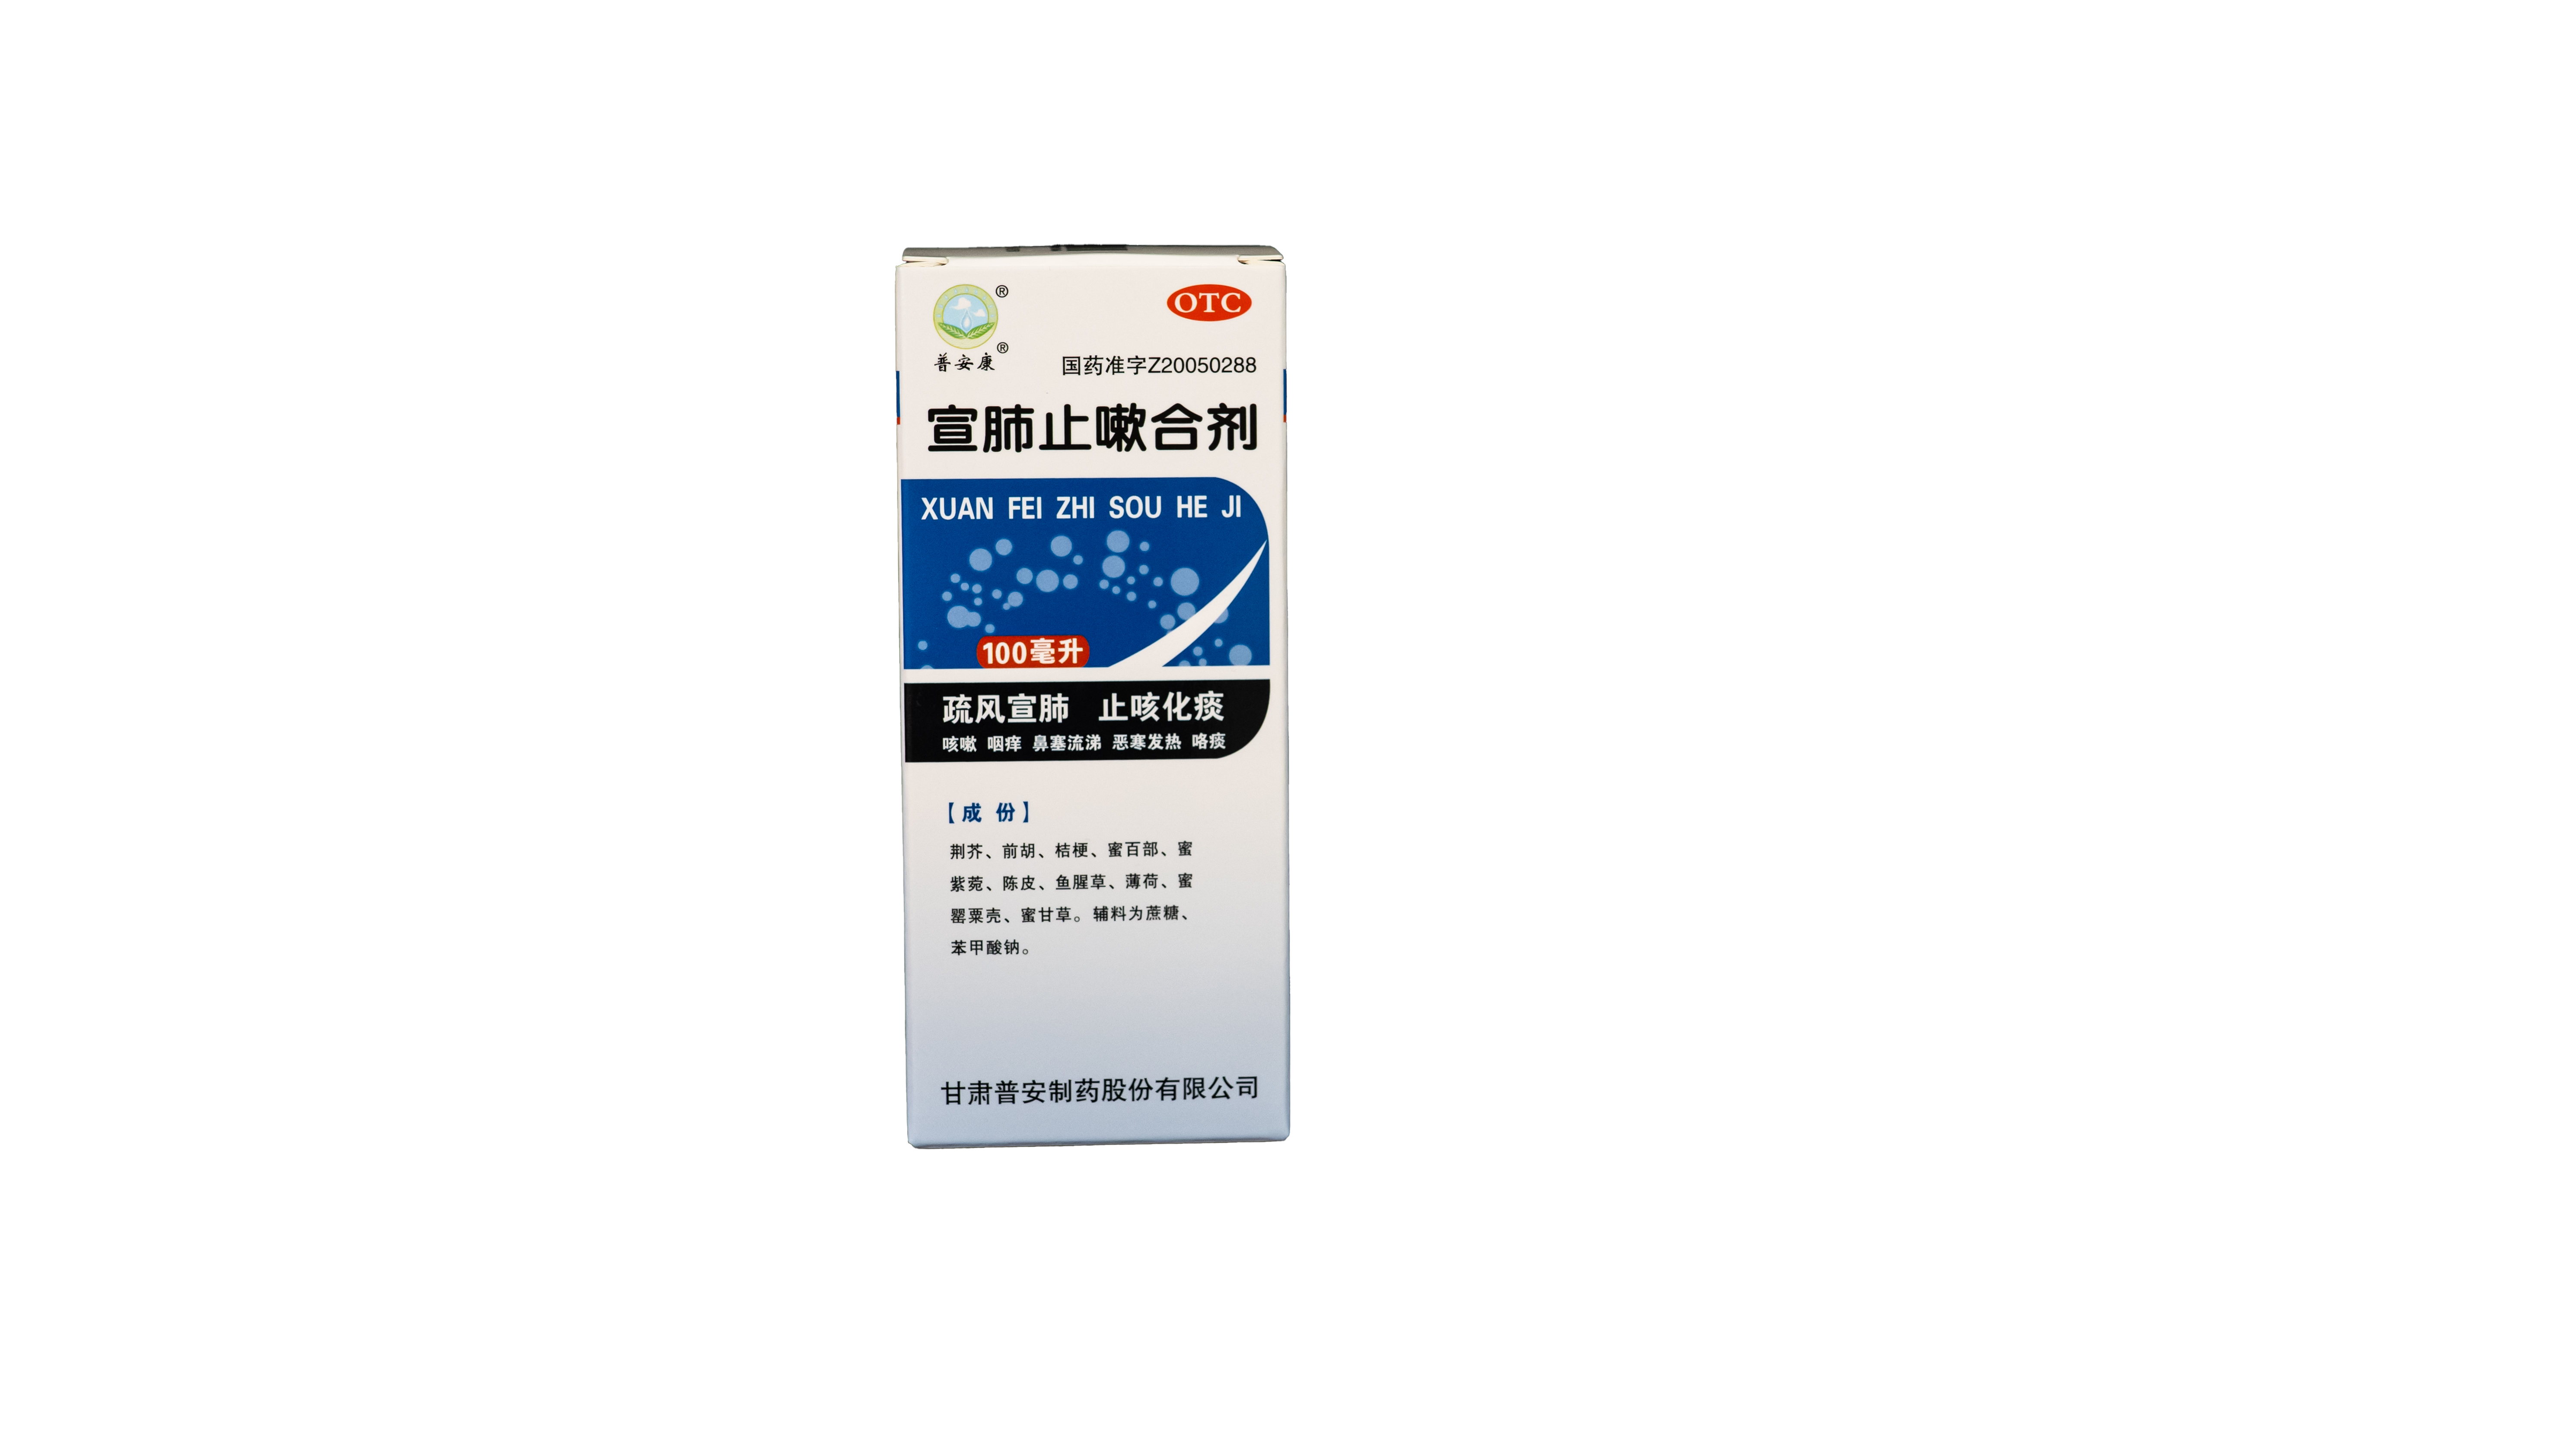 ®
OTC
普安康®
国药准字Z20050288
宣肺止嗽合剂
XUAN FEI ZHI SOU HE JI
100毫升
疏风宣肺 止咳化痰
咳嗽 咽痒 鼻塞流涕 恶寒发热 咯痰
【成 份】
荆芥、前胡、桔梗、蜜百部、蜜
紫菀、陈皮、鱼腥草、薄荷、蜜
罂粟壳、蜜甘草。辅料为蔗糖、
苯甲酸钠。
甘肃普安制药股份有限公司